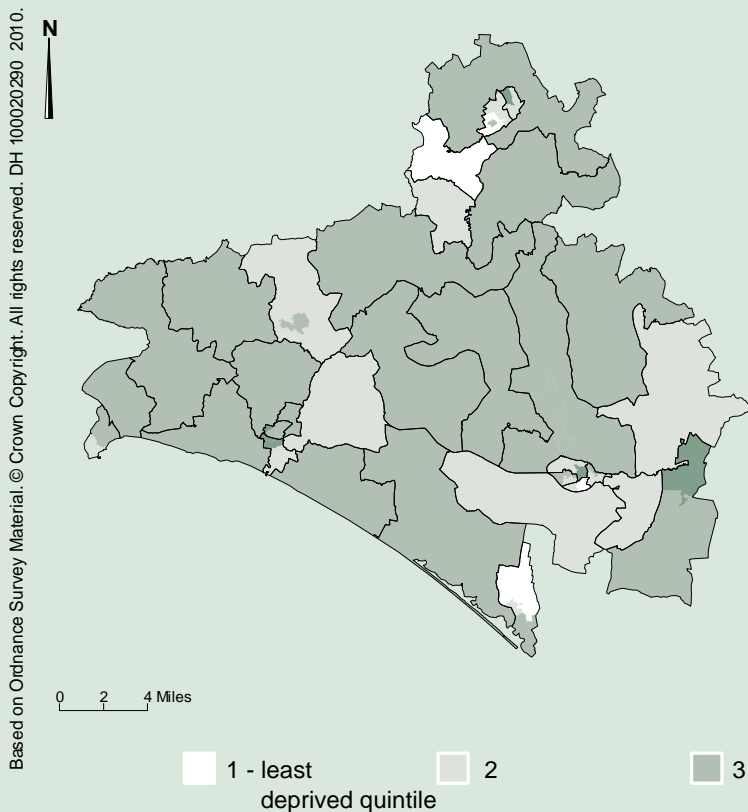 Based on Ordnance Survey Material. © Crown Copyright. All rights reserved. DH 100020290 2010.
N
0 2 4 Miles
1 - least
deprived quintile
2
3